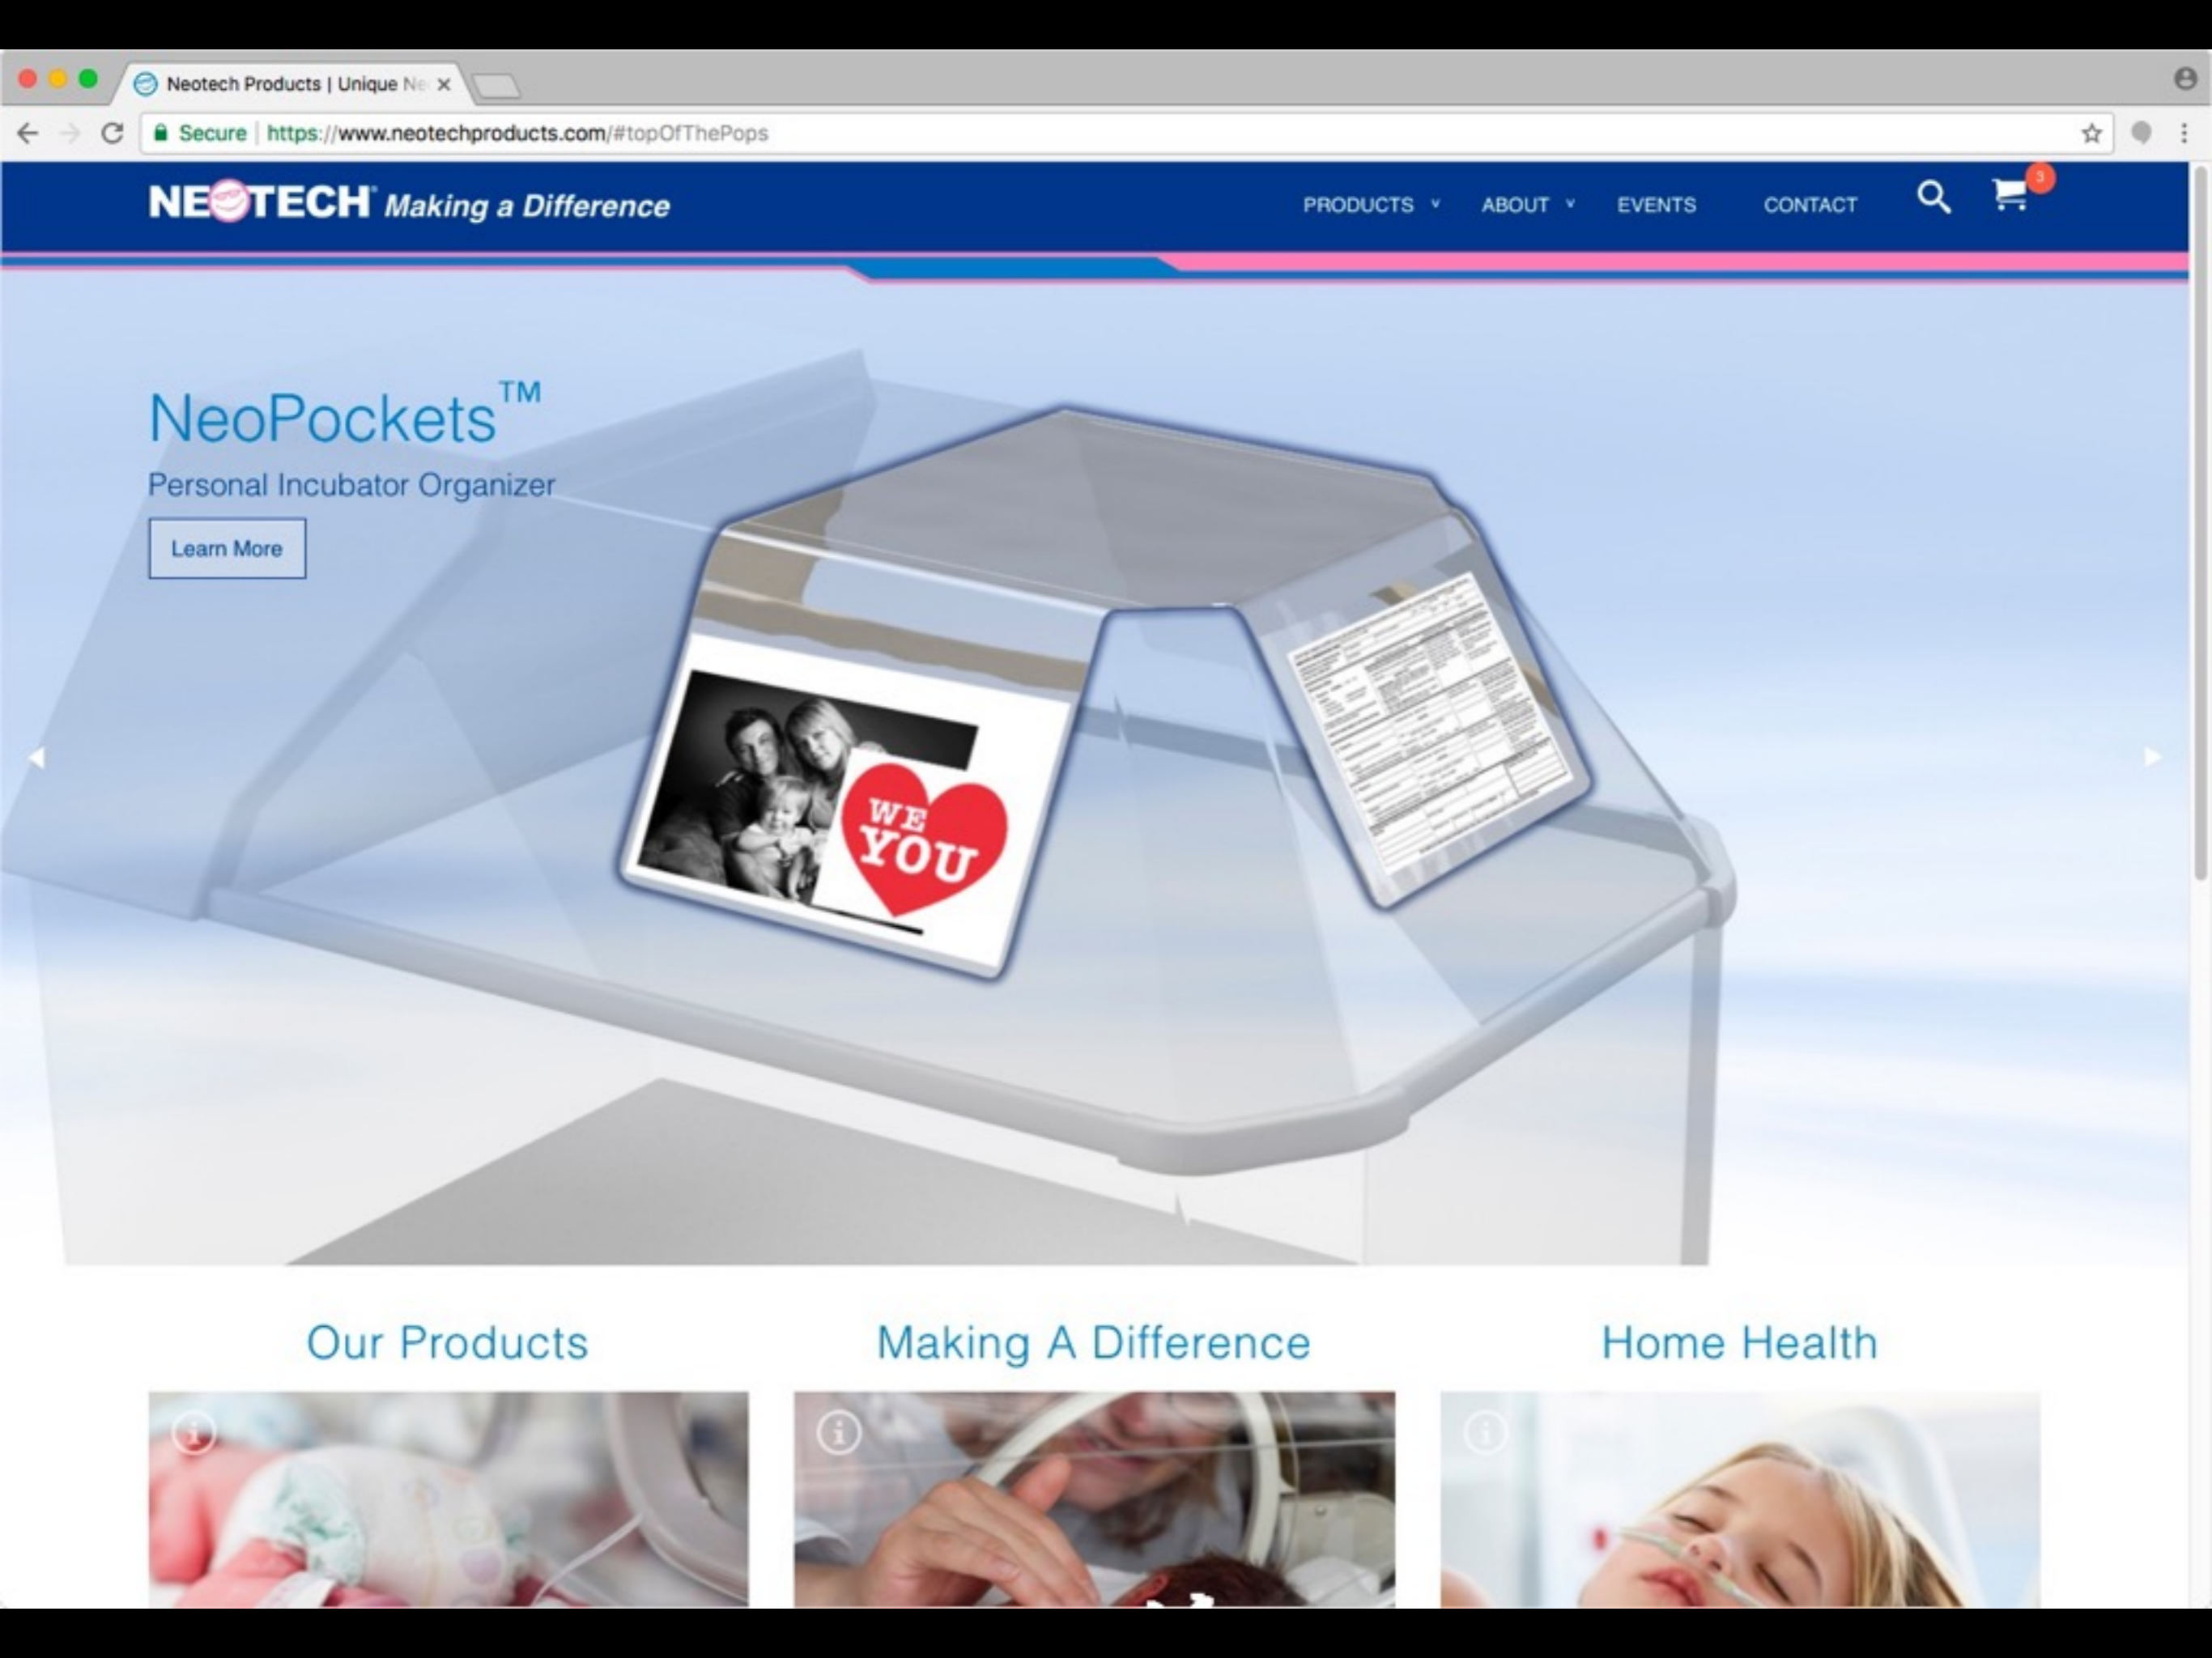 Neotech Products | Unique Ne
Secure https://www.neotechproducts.com/#topOfThePops
NEOTECH® Making a Difference
PRODUCTS ABOUT EVENTS CONTACT
3
NeoPockets™
Personal Incubator Organizer
Learn More
WE
YOU
Our Products
Making A Difference
Home Health